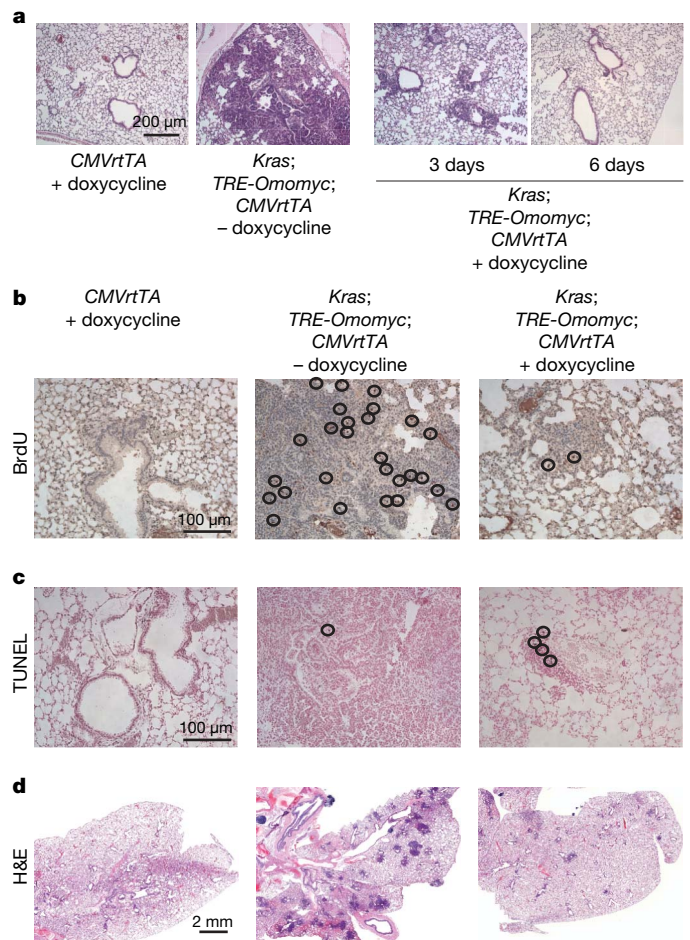 a
200 µm
CMVrtTA
+ doxycycline
Kras;
TRE-Omomyc;
CMVrtTA
– doxycycline
3 days
6 days
Kras;
TRE-Omomyc;
CMVrtTA
+ doxycycline
b
CMVrtTA
+ doxycycline
Kras;
TRE-Omomyc;
CMVrtTA
– doxycycline
Kras;
TRE-Omomyc;
CMVrtTA
+ doxycycline
BrdU
100 µm
c
TUNEL
100 µm
d
H&E
2 mm